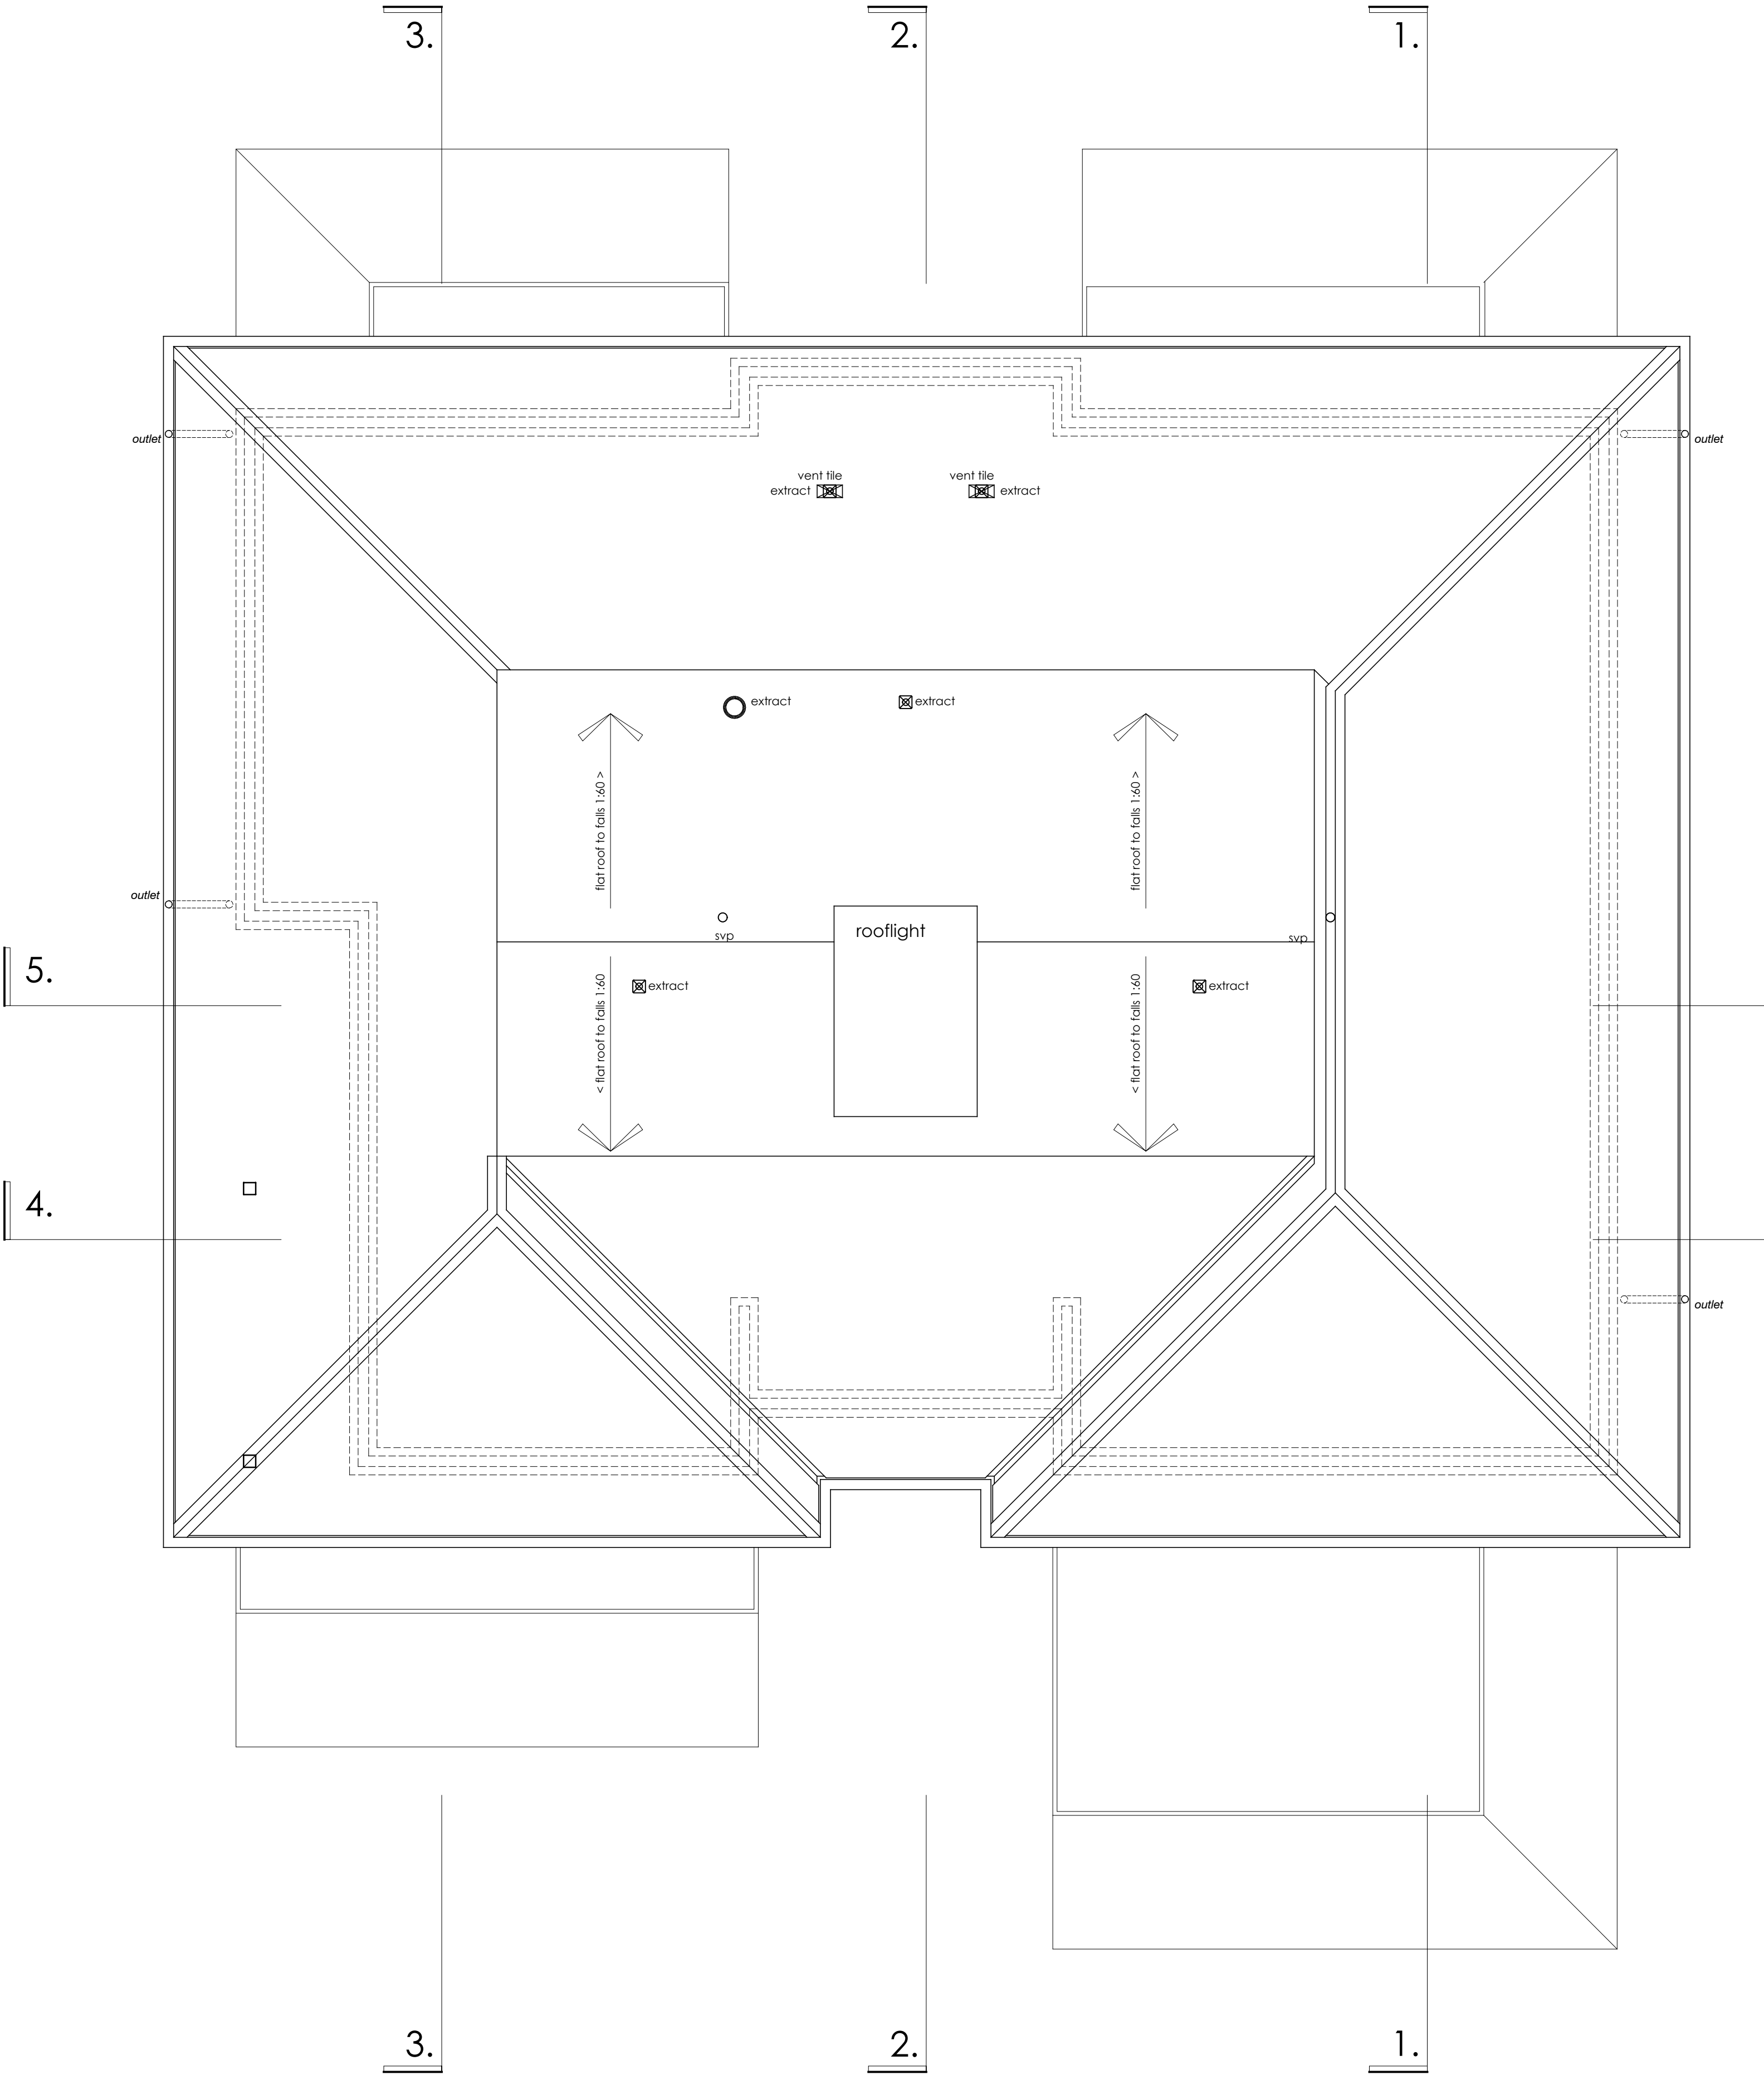 3.
2.
1.
outlet
outlet
vent tile
vent tile
extract
extract
extract
extract
flat roof to falls 1:60 >
flat roof to falls 1:60 >
outlet
rooflight
svp
svp
5.
extract
extract
< flat roof to falls 1:60
< flat roof to falls 1:60
4.
outlet
3.
2.
1.